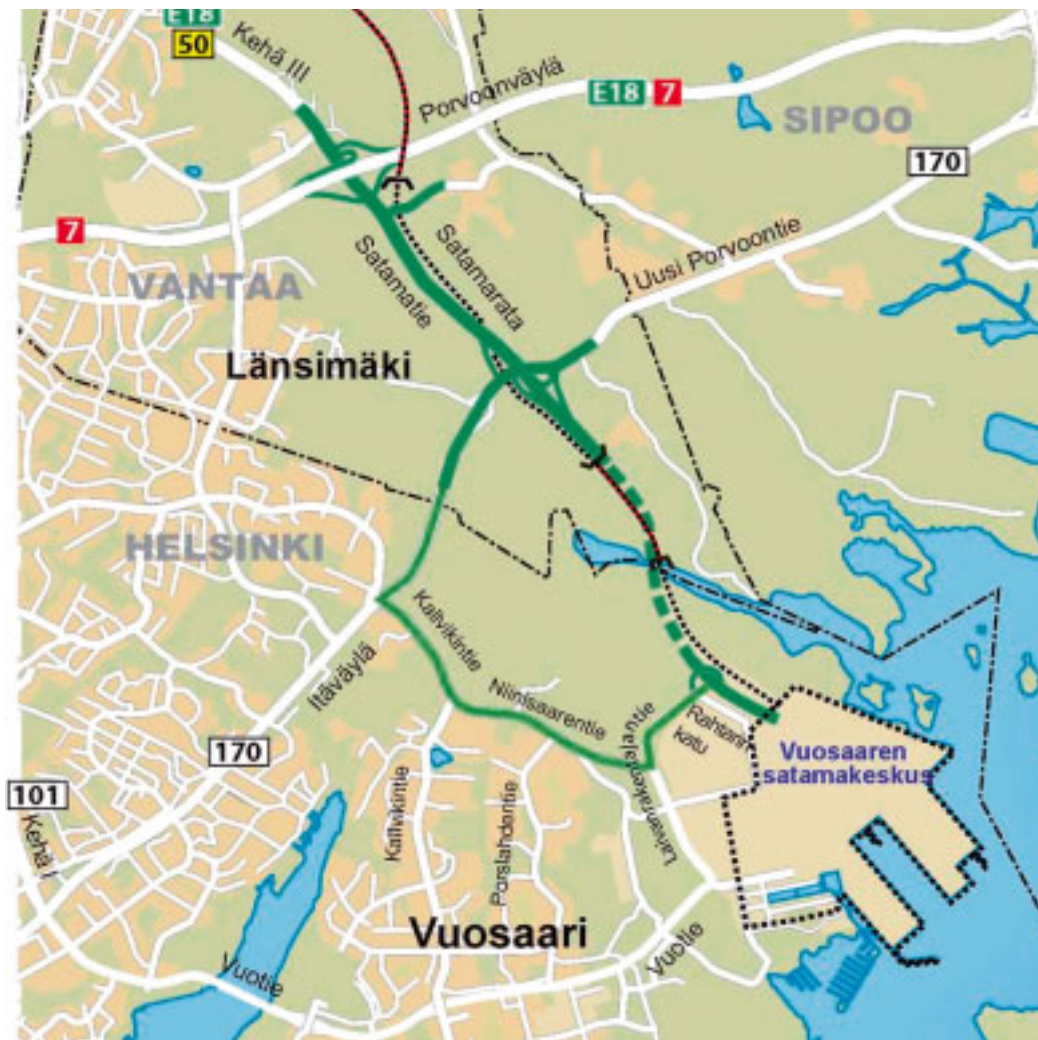 E18
50
Kehä III
Porvoonväylä
E18 7
SIPOO
170
7
VANTAA
Satamatie
Satamarata
Uusi Porvoontie
Länsimäki
HELSINKI
Kallvikintie
Itäväylä
Niinisaarentie
Laivanrakentajantie
Rahtarin
katu
Vuosaaren
satamakeskus
170
101
Kehä I
Kallvikintie
Porslahdentie
Vuosaari
Vuotie
Vuotie